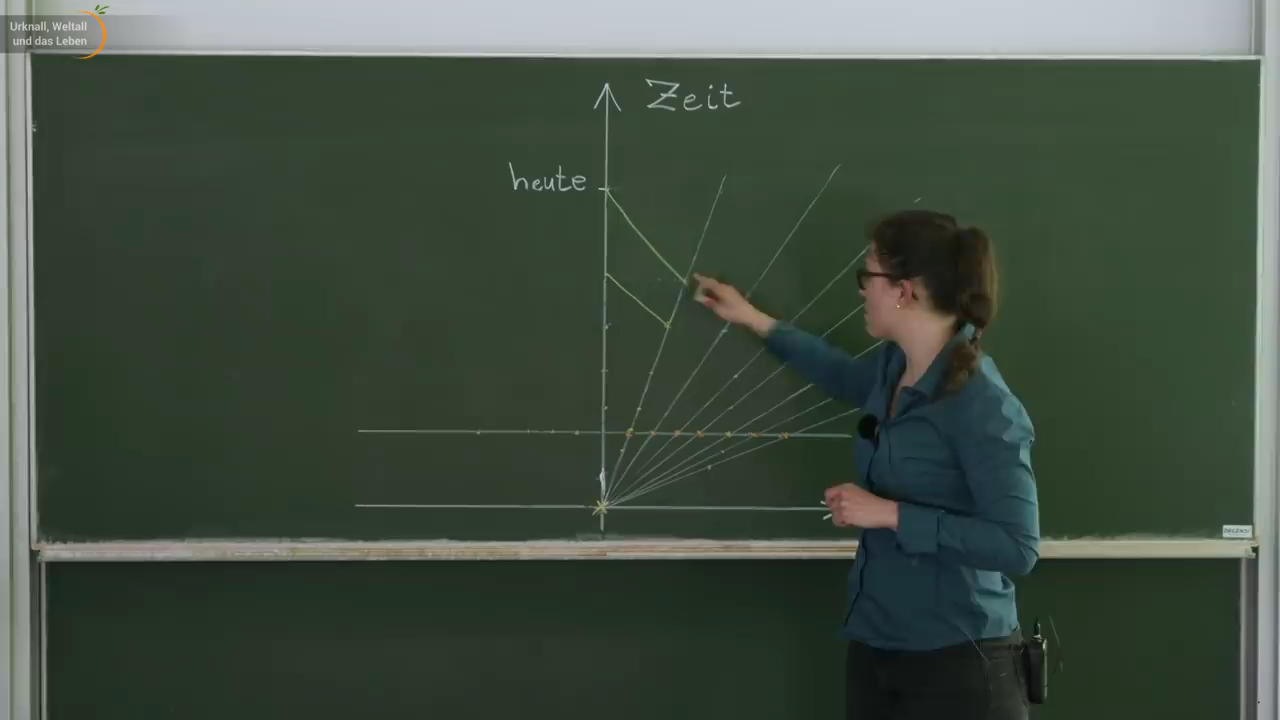 Urknall, Weltall
und das Leben
Zeit
heute